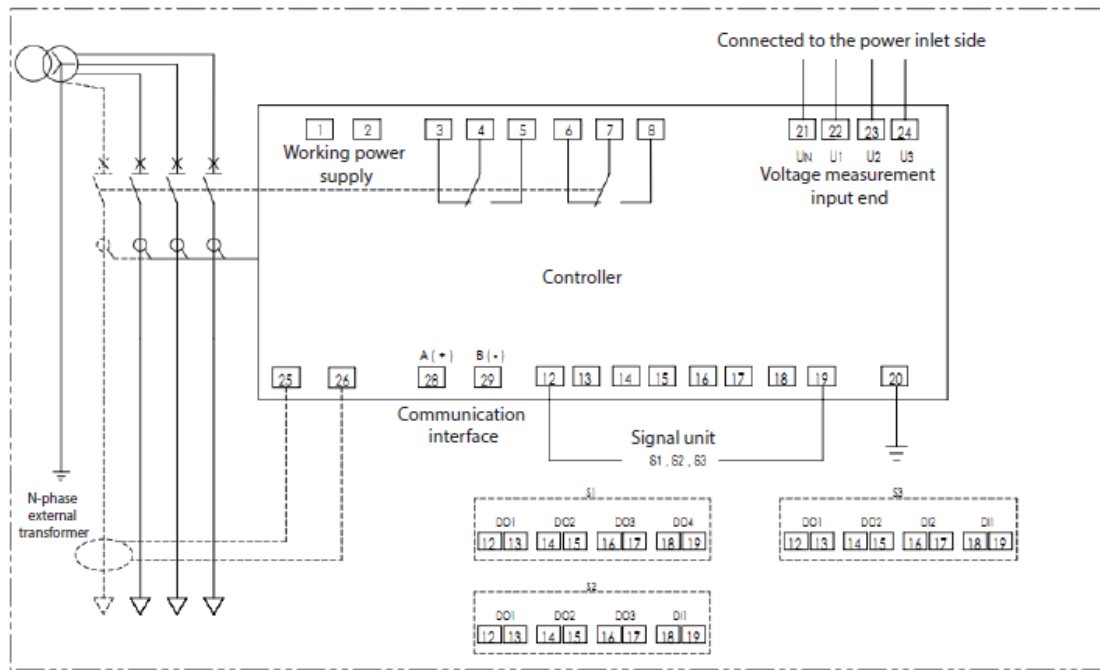 Connected to the power inlet side
1 2 3 4 5 6 7 8 21 22 23 24
UN U1 U2 U3
Working power
supply
Voltage measurement
input end
Controller
A(+) B(-)
25 26 28 29 12 13 14 15 16 17 18 19 20
Communication
interface
Signal unit
S1 , S2 , S3
N-phase
external
transformer
S1
DO1 DO2 DO3 DO4
12 13 14 15 16 17 18 19
S3
DO1 DO2 DI2 DI1
12 13 14 15 16 17 18 19
S2
DO1 DO2 DO3 DI1
12 13 14 15 16 17 18 19